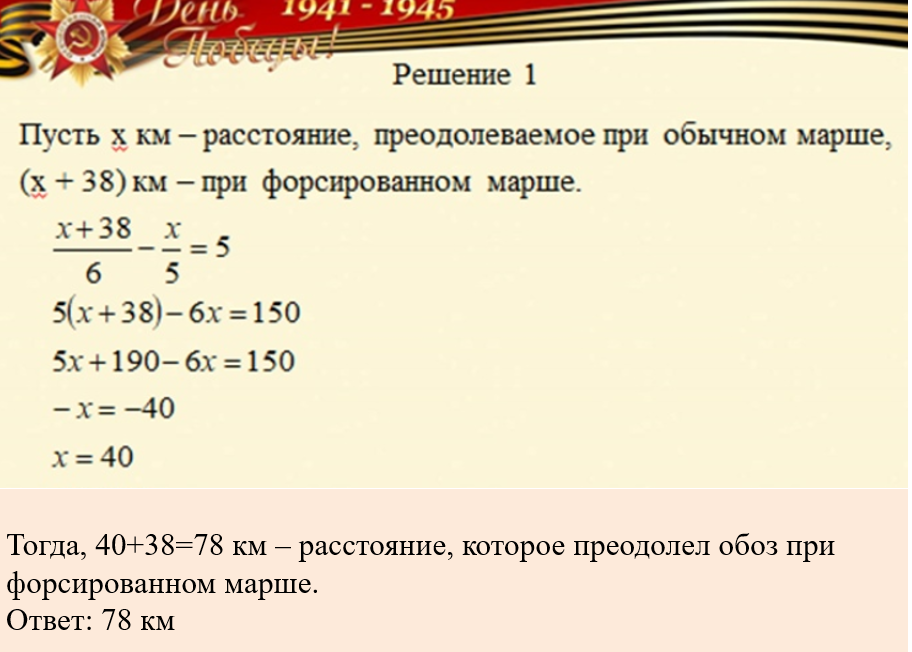 День 1941 - 1945
Победы!
Решение 1
Пусть х км – расстояние, преодолеваемое при обычном марше,
(х + 38) км – при форсированном марше.
(x+38)/6 − x/5 = 5
5(x+38)−6x=150
5x+190−6x=150
−x=−40
x=40
Тогда, 40+38=78 км – расстояние, которое преодолел обоз при
форсированном марше.
Ответ: 78 км